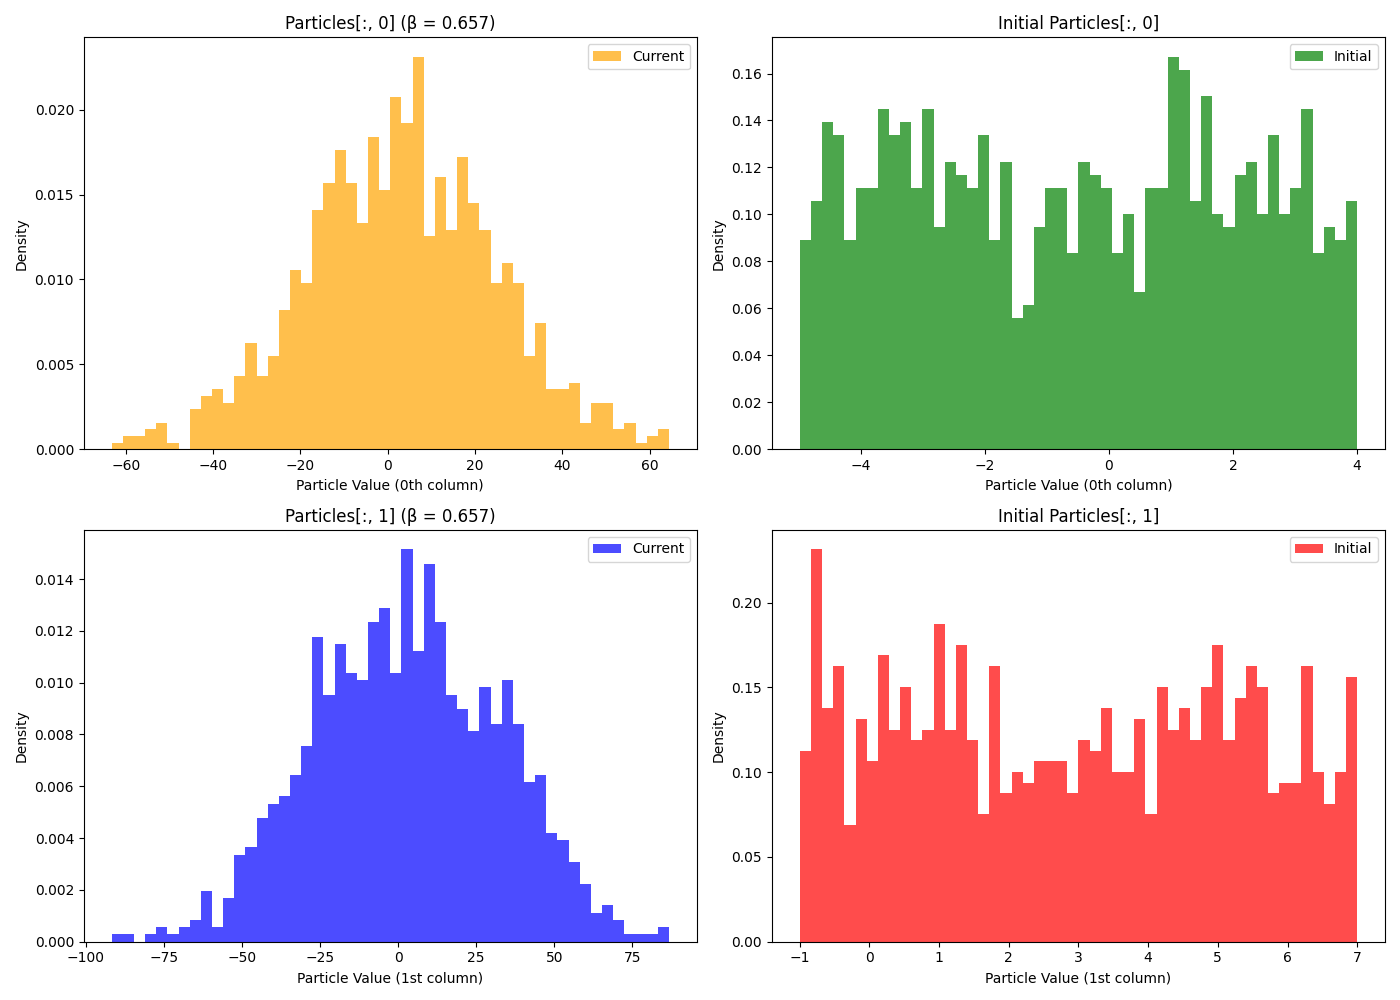 Particles[:, 0] (β = 0.657)
Current
Density
0.020
0.015
0.010
0.005
0.000
−60 −40 −20 0 20 40 60
Particle Value (0th column)
Initial Particles[:, 0]
Initial
Density
0.16
0.14
0.12
0.10
0.08
0.06
0.04
0.02
0.00
−4 −2 0 2 4
Particle Value (0th column)
Particles[:, 1] (β = 0.657)
Current
Density
0.014
0.012
0.010
0.008
0.006
0.004
0.002
0.000
−100 −75 −50 −25 0 25 50 75
Particle Value (1st column)
Initial Particles[:, 1]
Initial
Density
0.20
0.15
0.10
0.05
0.00
−1 0 1 2 3 4 5 6 7
Particle Value (1st column)